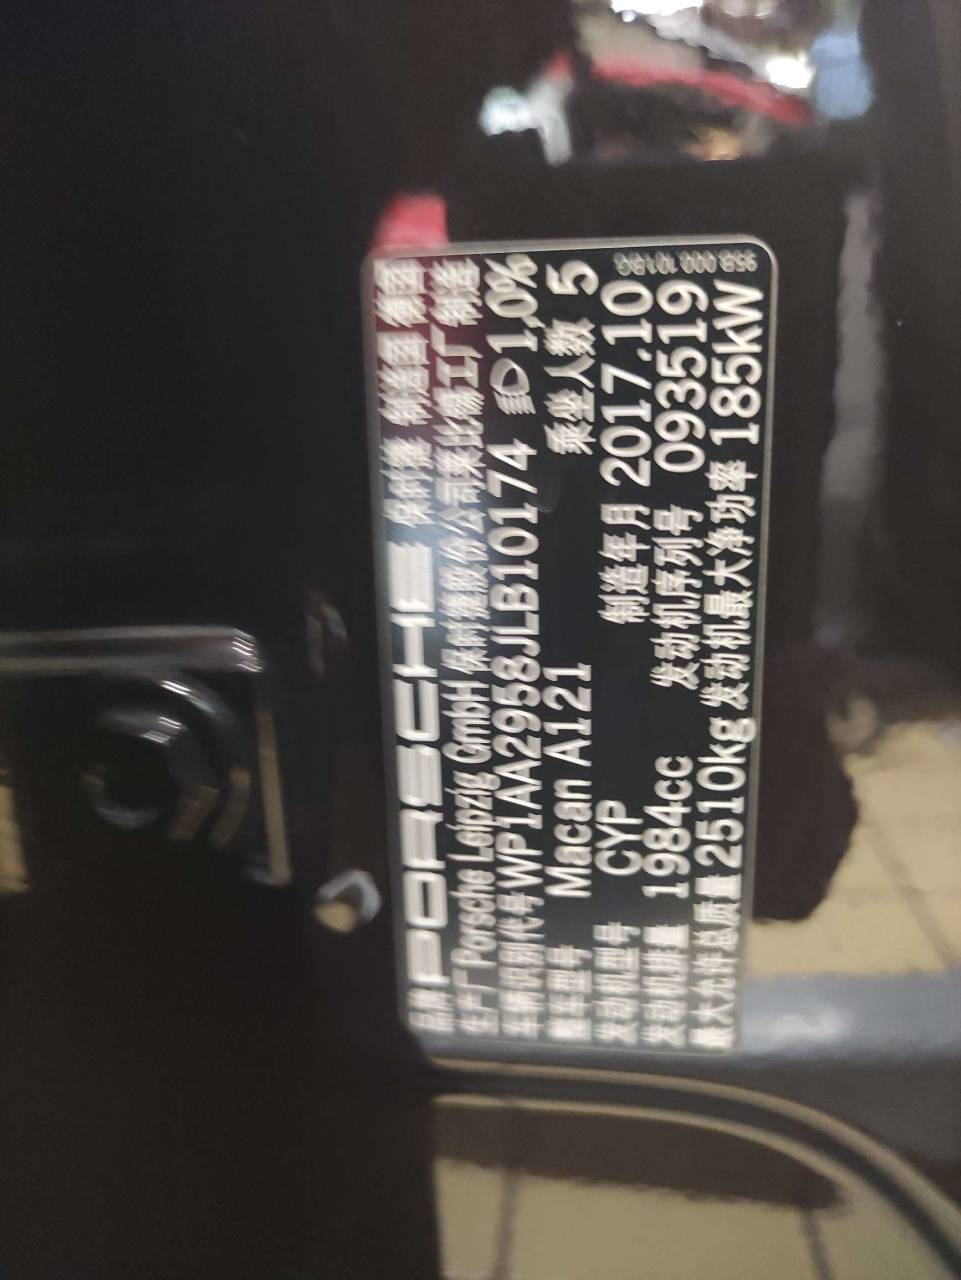 品牌 PORSCHE 保时捷 制造国 德国
生产厂 Porsche Leipzig GmbH 保时捷股份公司莱比锡工厂制造
车辆识别代号 WP1AA2958JLB10174 1,0%
整车型号 Macan A121 乘坐人数 5
发动机型号 CYP 制造年月 2017.10
发动机排量 1984cc 发动机序列号 093519
最大允许总质量 2510kg 发动机最大净功率 185kW
95B.000.101BG